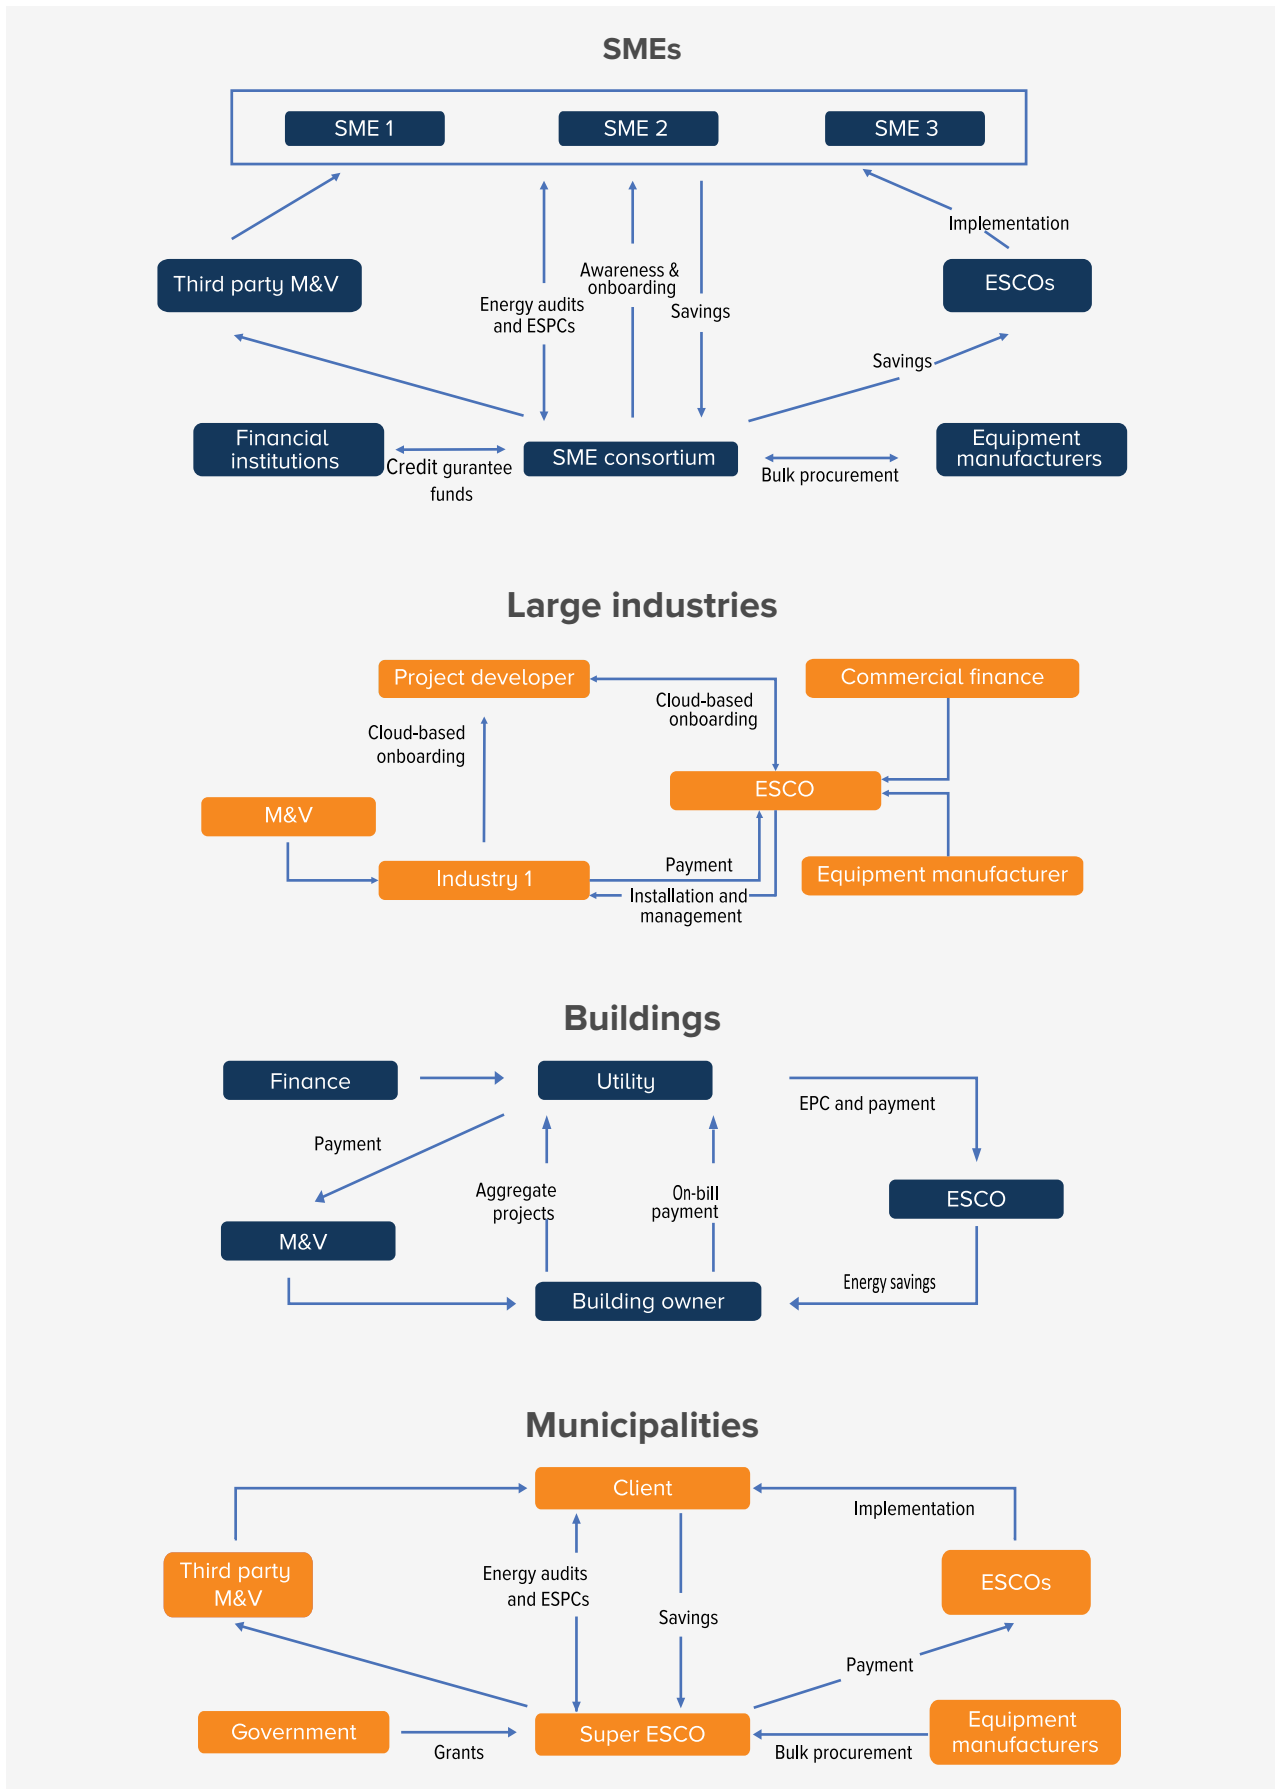 SMEs
SME 1
SME 2
SME 3
Implementation
Third party M&V
Awareness &
onboarding
ESCOs
Energy audits
and ESPCs
Savings
Savings
Financial
institutions
Credit gurantee
funds
SME consortium
Bulk procurement
Equipment
manufacturers
Large industries
Project developer
Commercial finance
Cloud-based
onboarding
Cloud-based
onboarding
ESCO
M&V
Payment
Industry 1
Equipment manufacturer
Installation and
management
Buildings
Finance
Utility
EPC and payment
Payment
Aggregate
projects
On-bill
payment
ESCO
M&V
Energy savings
Building owner
Municipalities
Client
Implementation
Third party
M&V
Energy audits
and ESPCs
ESCOs
Savings
Payment
Government
Grants
Super ESCO
Bulk procurement
Equipment
manufacturers